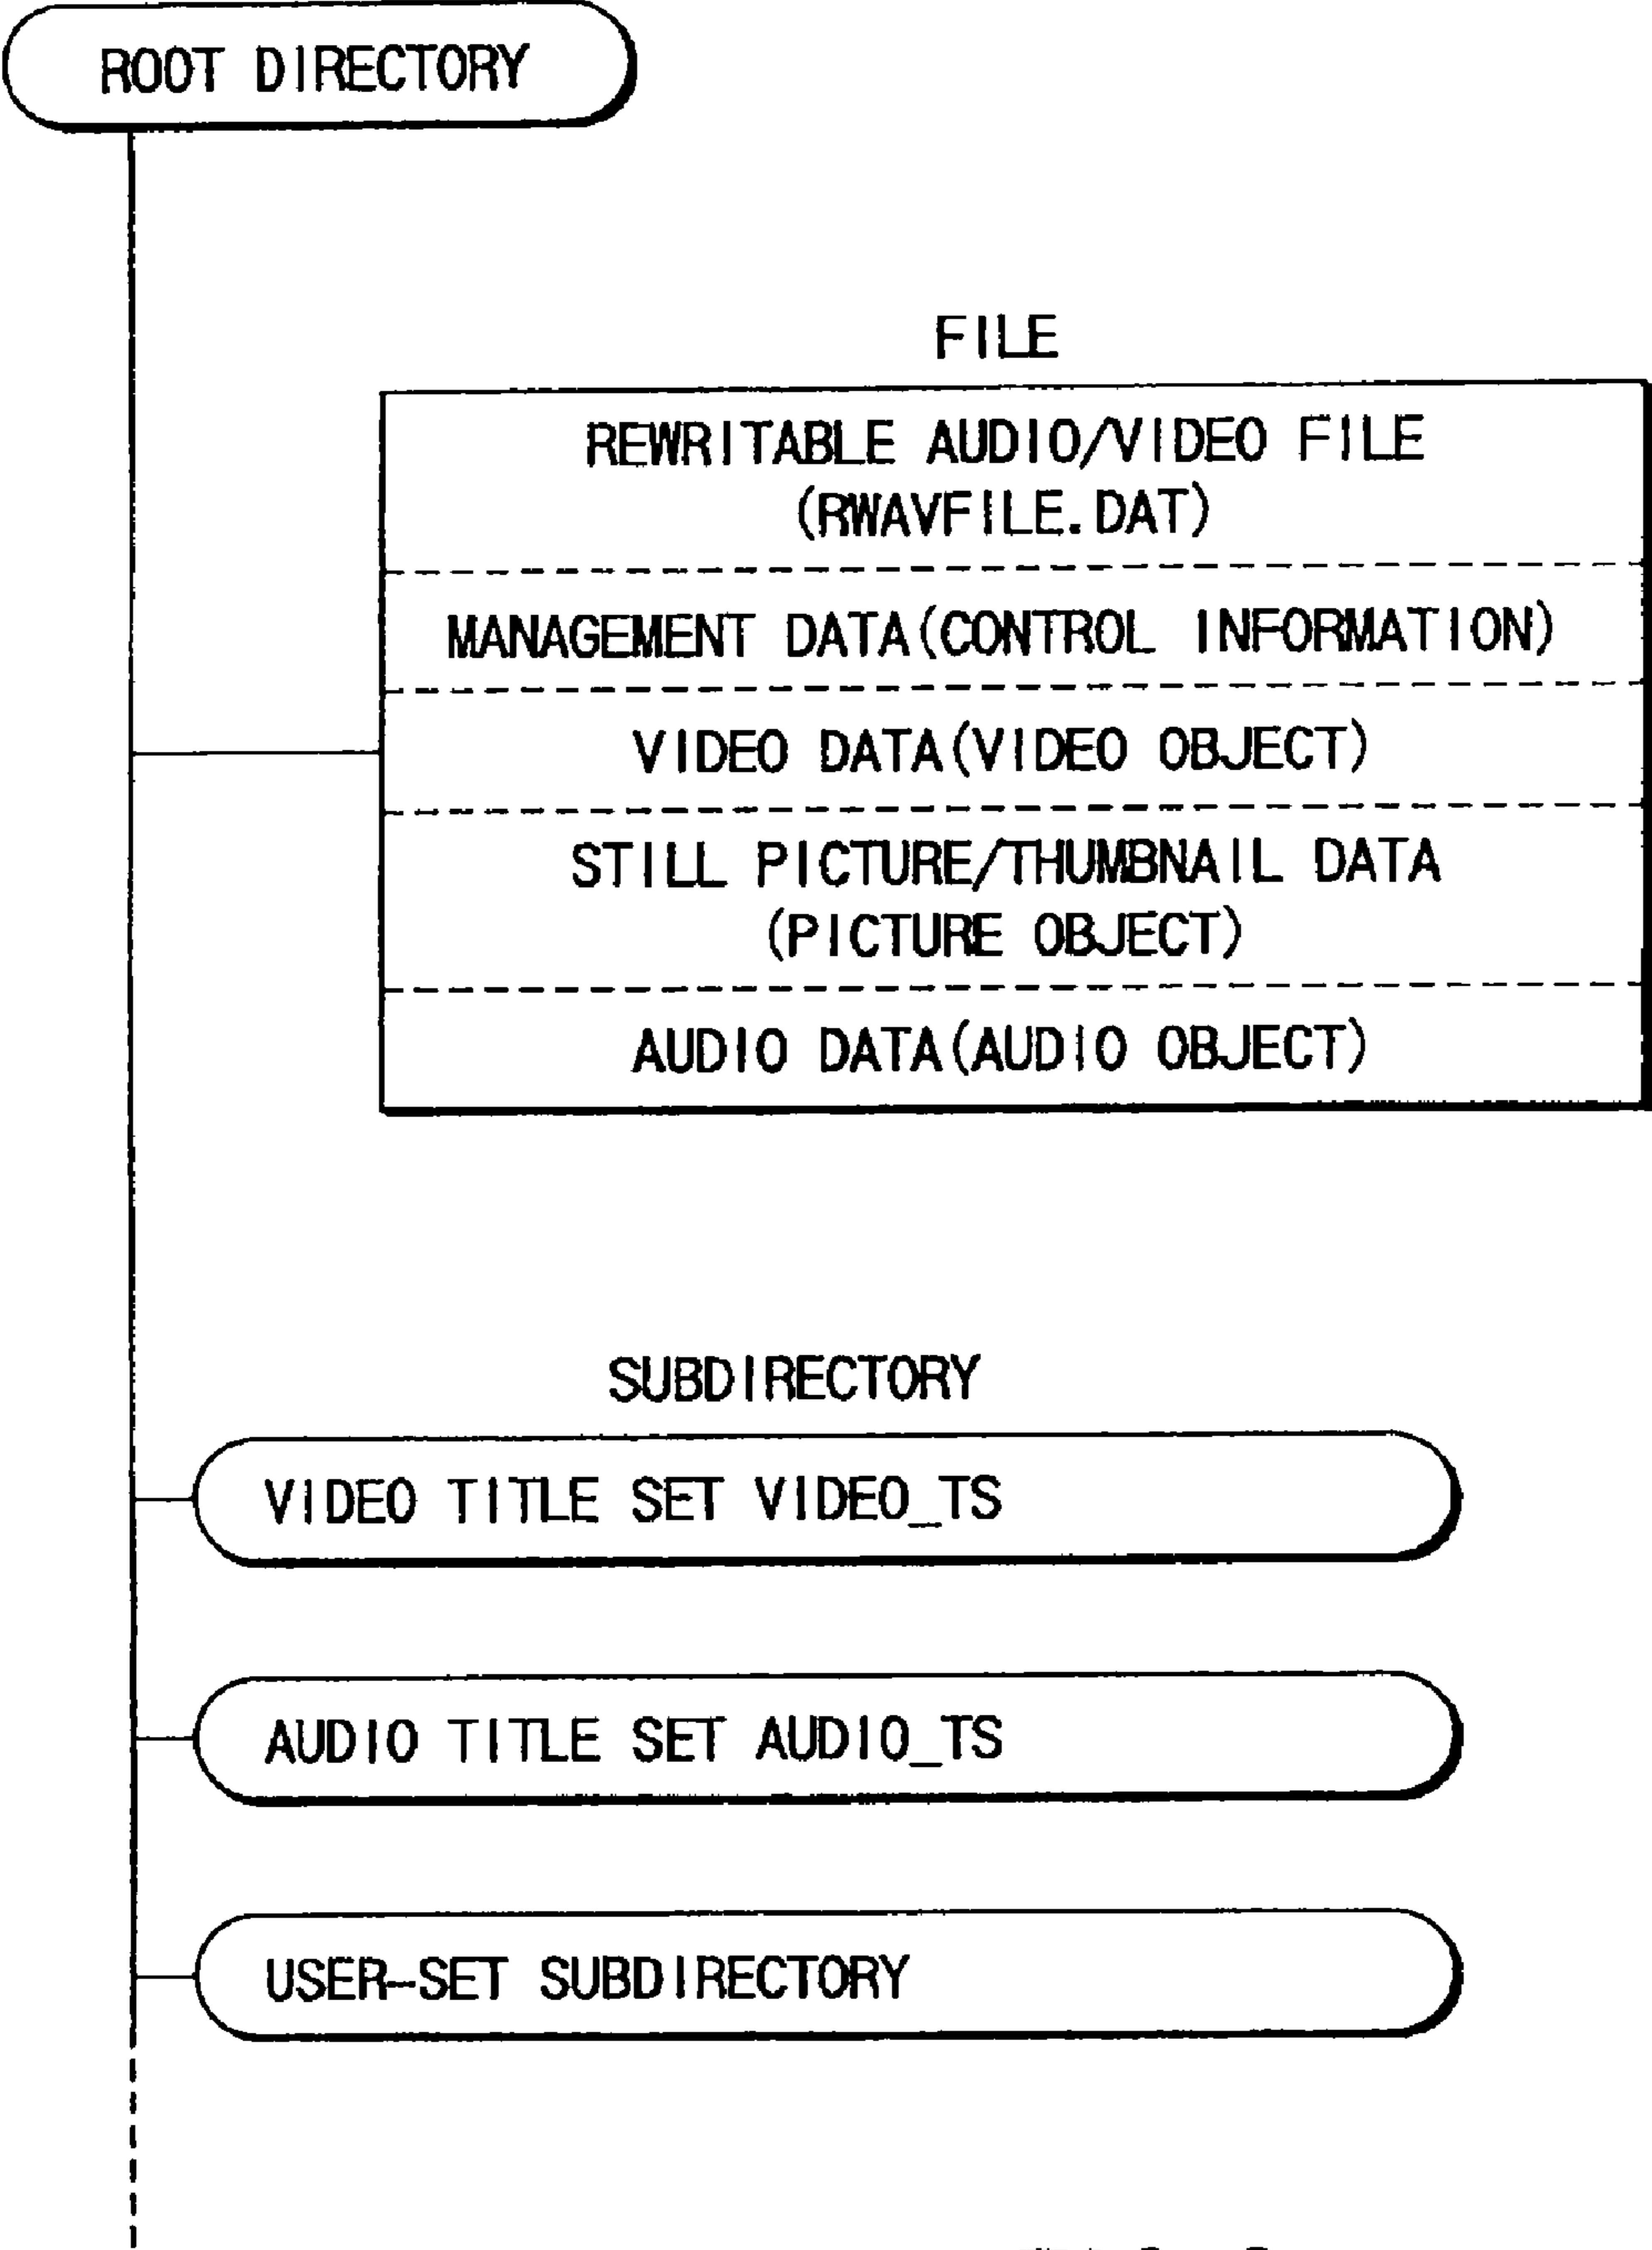 ROOT DIRECTORY
FILE
REWRITABLE AUDIO/VIDEO FILE
(RWAVFILE.DAT)
MANAGEMENT DATA(CONTROL INFORMATION)
VIDEO DATA(VIDEO OBJECT)
STILL PICTURE/THUMBNAIL DATA
(PICTURE OBJECT)
AUDIO DATA(AUDIO OBJECT)
SUBDIRECTORY
VIDEO TITLE SET VIDEO_TS
AUDIO TITLE SET AUDIO_TS
USER-SET SUBDIRECTORY